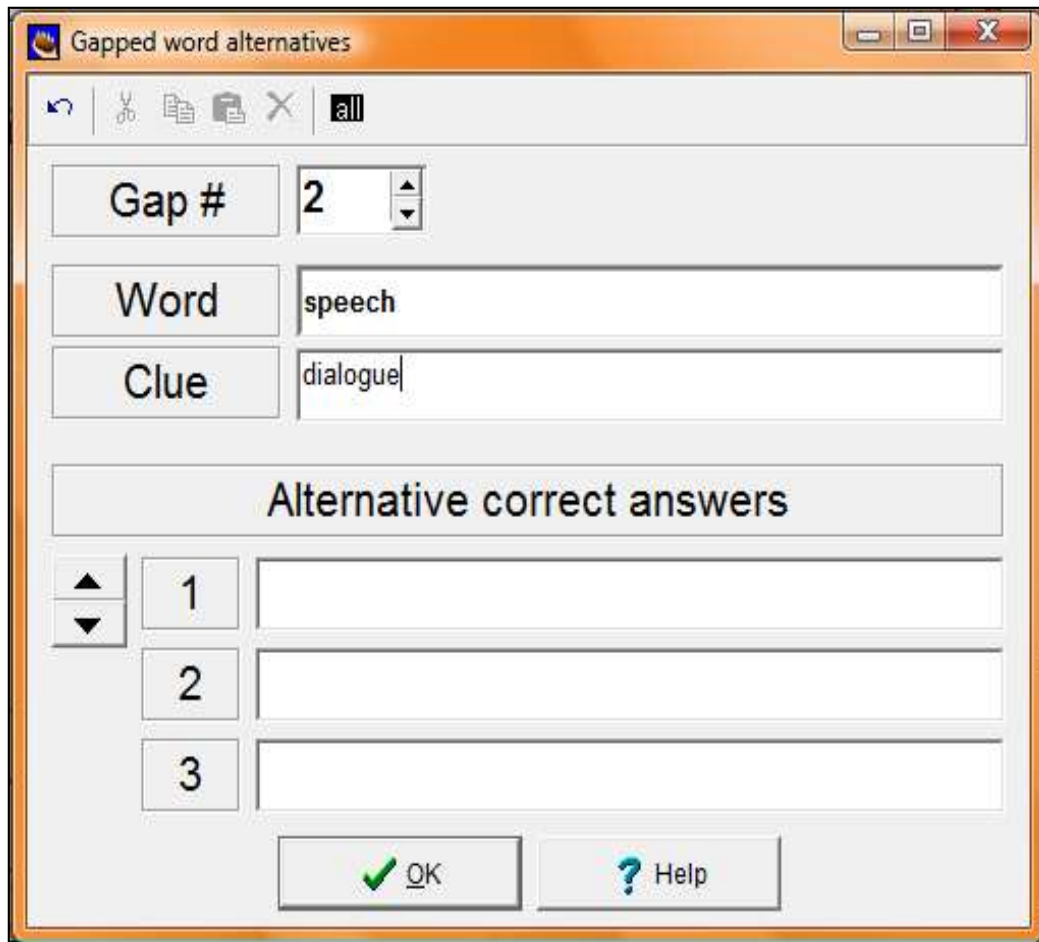 Gapped word alternatives
all
Gap # 2
Word speech
Clue dialogue
Alternative correct answers
1
2
3
OK Help